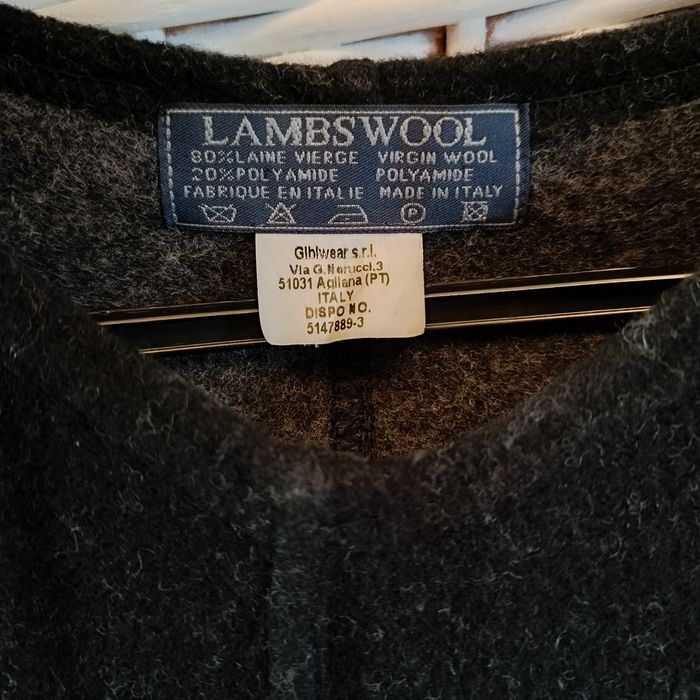 LAMBSWOOL
80%LAINE VIERGE VIRGIN WOOL
20%POLYAMIDE POLYAMIDE
FABRIQUE EN ITALIE MADE IN ITALY
P
Giblwear s.r.l.
Via G.Nerucci.3
51031 Agliana (PT)
ITALY
DISPO NO.
5147889-3